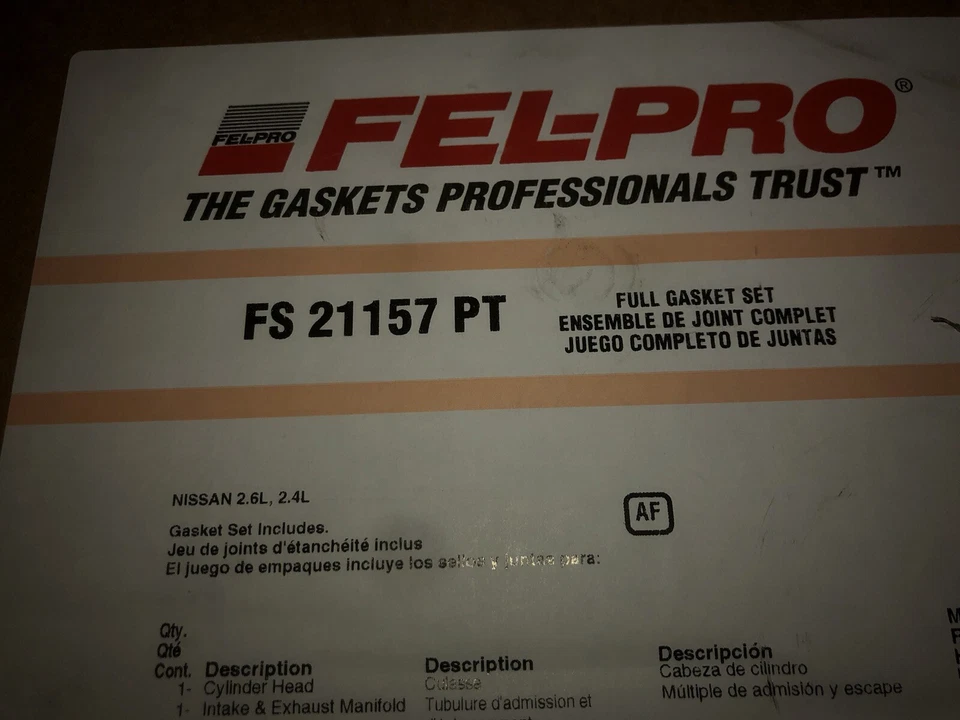 FEL-PRO
FEL-PRO®
THE GASKETS PROFESSIONALS TRUST™
FS 21157 PT
FULL GASKET SET
ENSEMBLE DE JOINT COMPLET
JUEGO COMPLETO DE JUNTAS
NISSAN 2.6L, 2.4L
AF
Gasket Set Includes.
Jeu de joints d'étanchéité inclus
El juego de empaques incluye los sellos y juntas para:
Qty.
Qté
Cont. Description Description Descripción
1- Cylinder Head Culasse Cabeza de cilindro
1- Intake & Exhaust Manifold Tubulure d'admission et Múltiple de admisión y escape